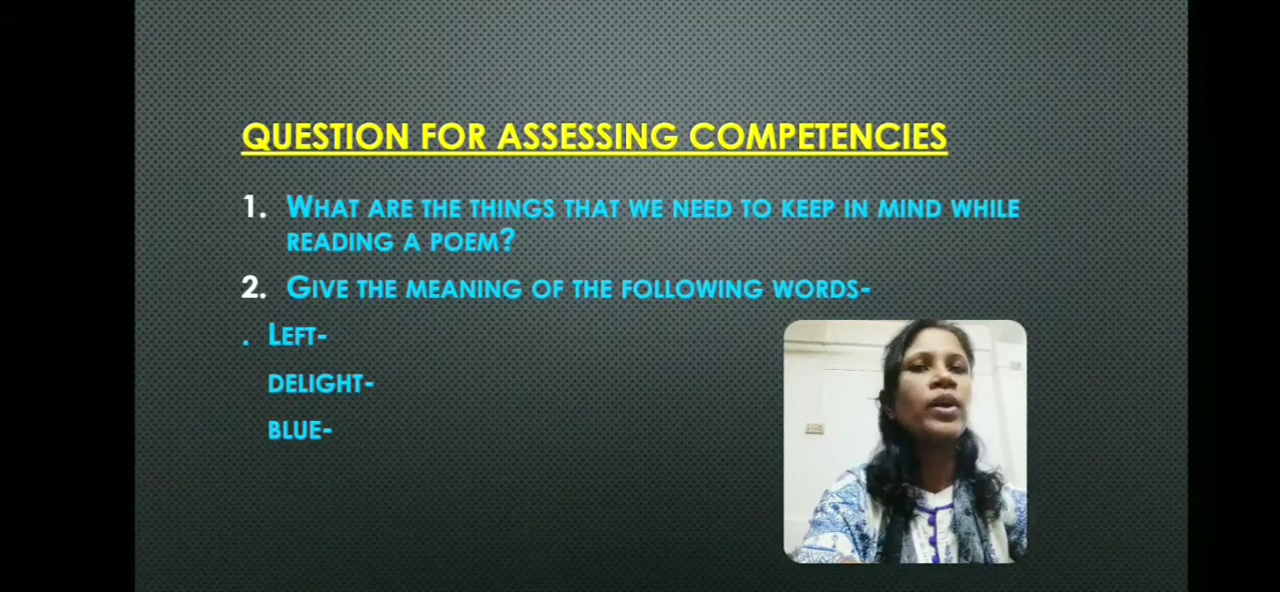 QUESTION FOR ASSESSING COMPETENCIES
1. WHAT ARE THE THINGS THAT WE NEED TO KEEP IN MIND WHILE
READING A POEM?
2. GIVE THE MEANING OF THE FOLLOWING WORDS-
. LEFT-
DELIGHT-
BLUE-